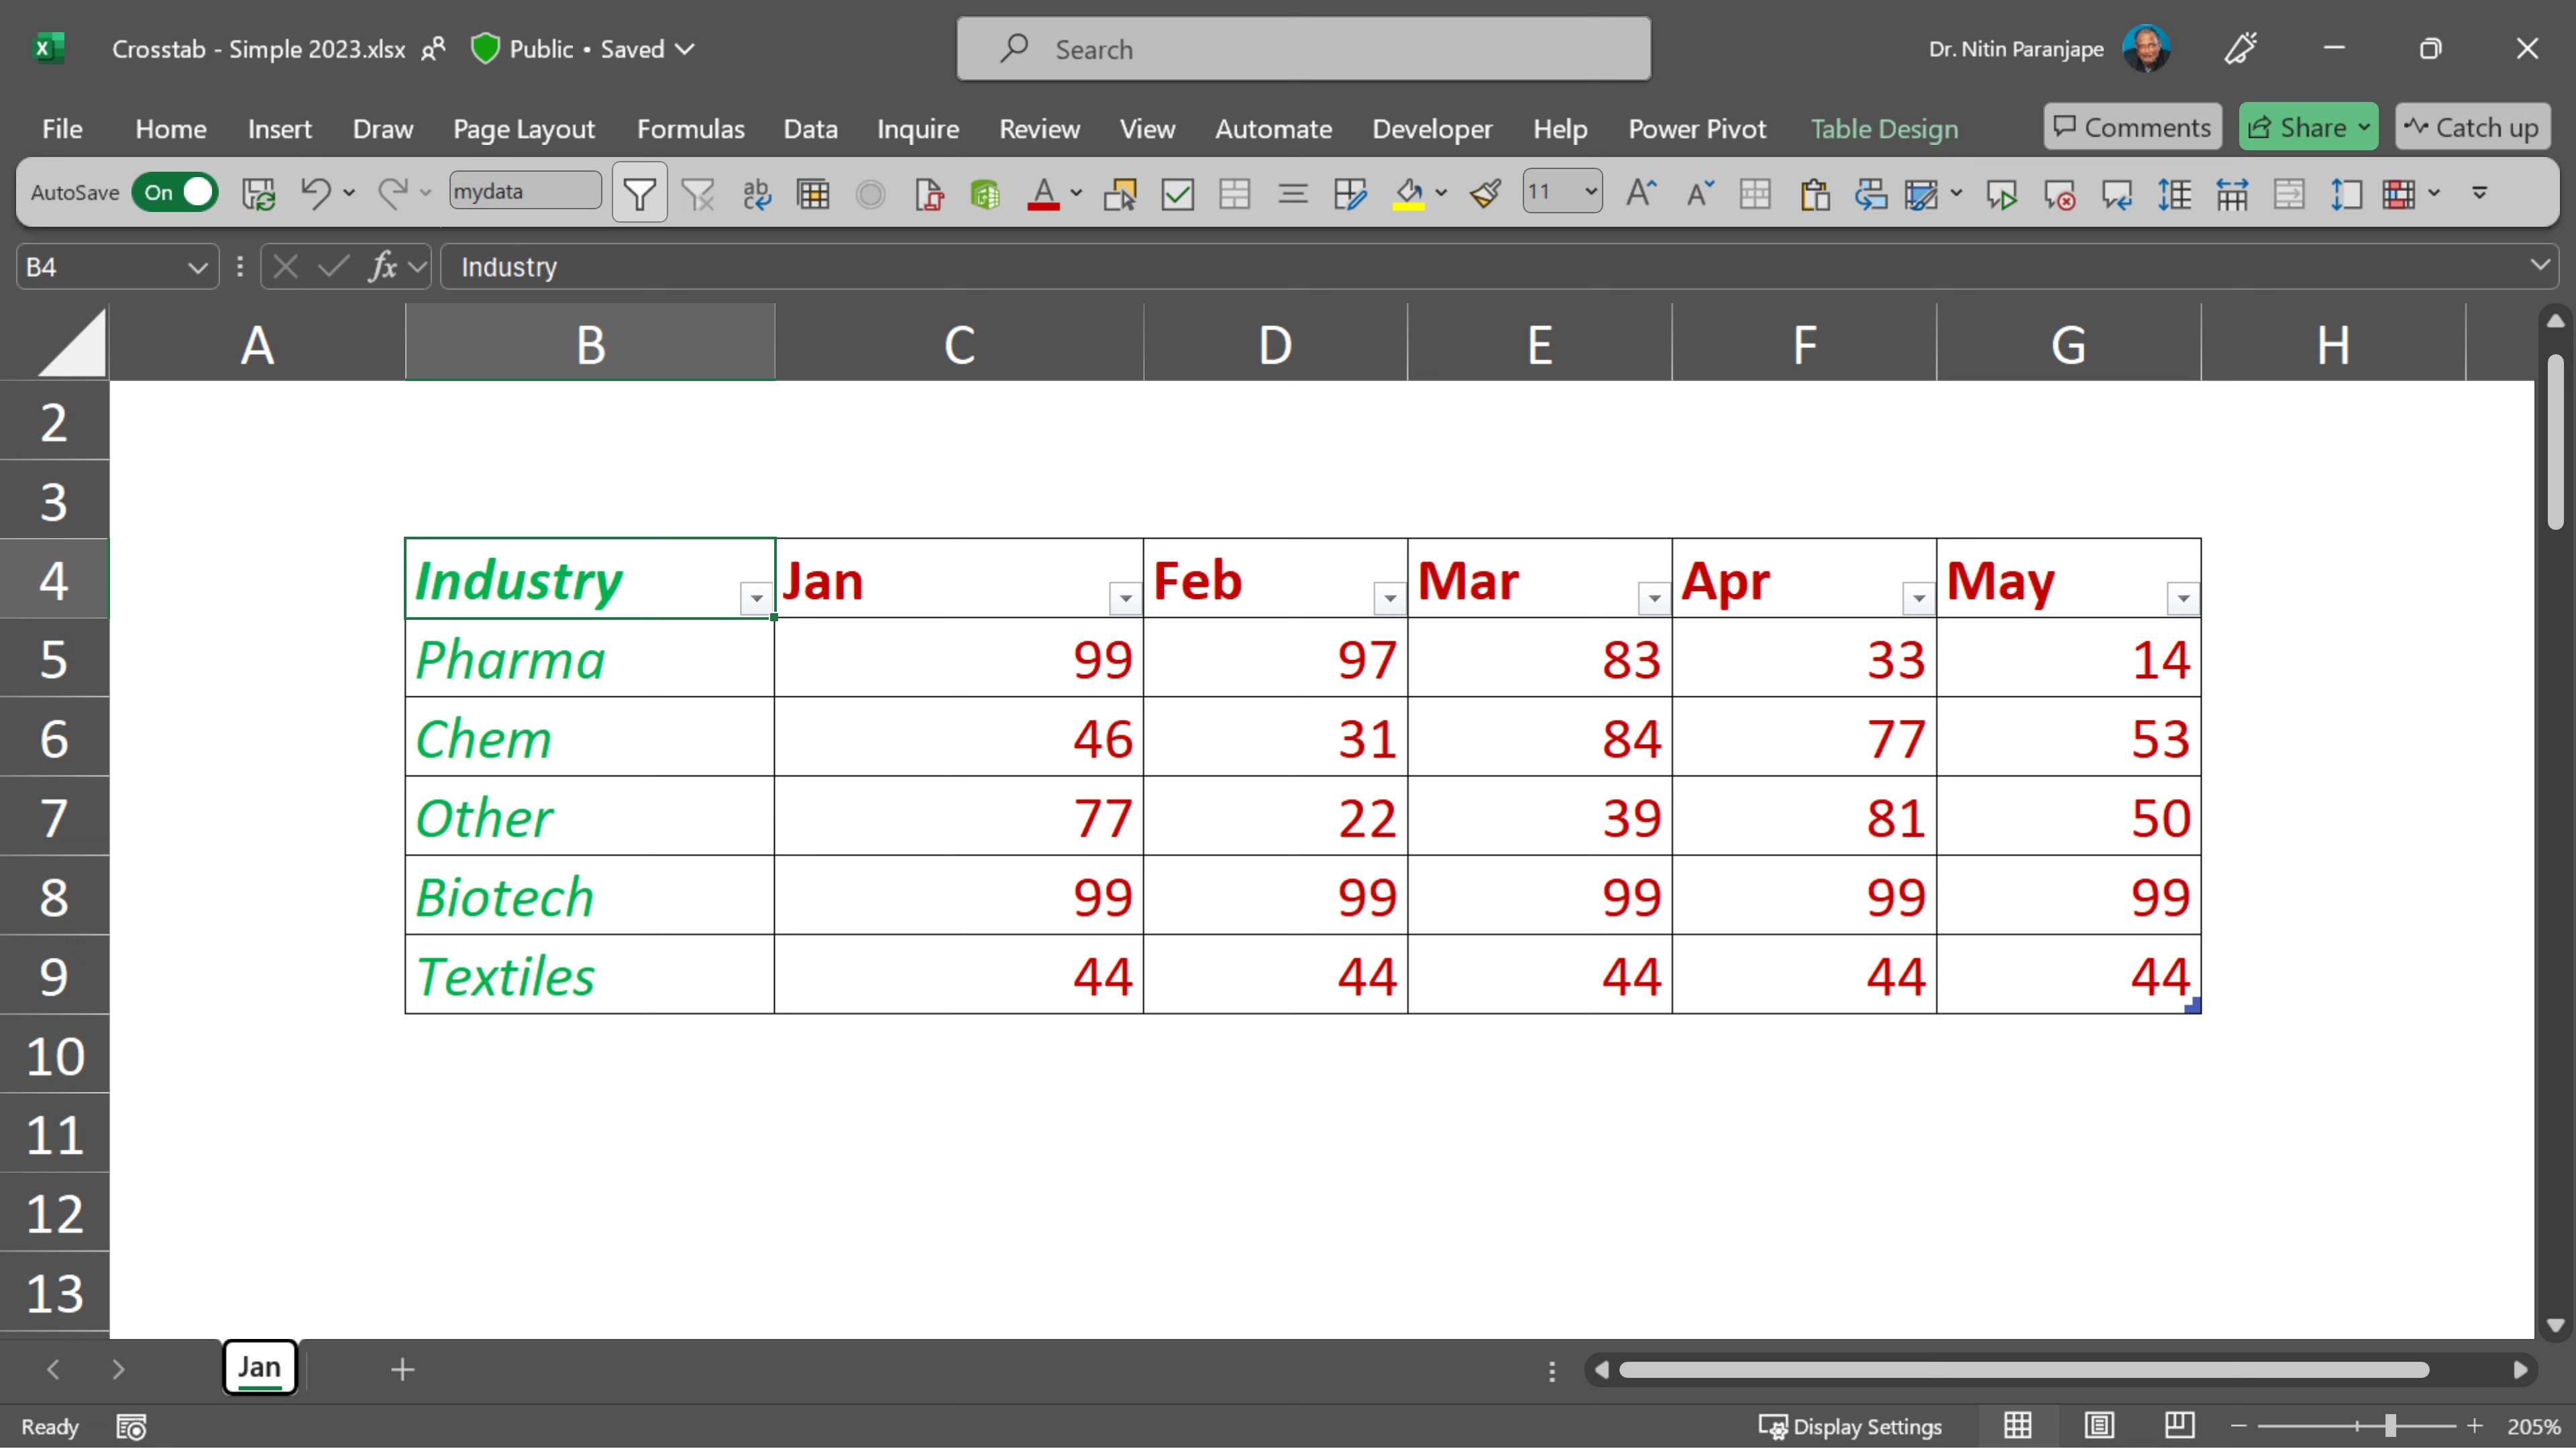 Crosstab - Simple 2023.xlsx Public • Saved Search Dr. Nitin Paranjape
File Home Insert Draw Page Layout Formulas Data Inquire Review View Automate Developer Help Power Pivot Table Design Comments Share Catch up
AutoSave On mydata ab c A 11 A A
B4 fx Industry
A B C D E F G H
2
3
4 Industry Jan Feb Mar Apr May
5 Pharma 99 97 83 33 14
6 Chem 46 31 84 77 53
7 Other 77 22 39 81 50
8 Biotech 99 99 99 99 99
9 Textiles 44 44 44 44 44
10
11
12
13
Jan
Ready Display Settings 205%